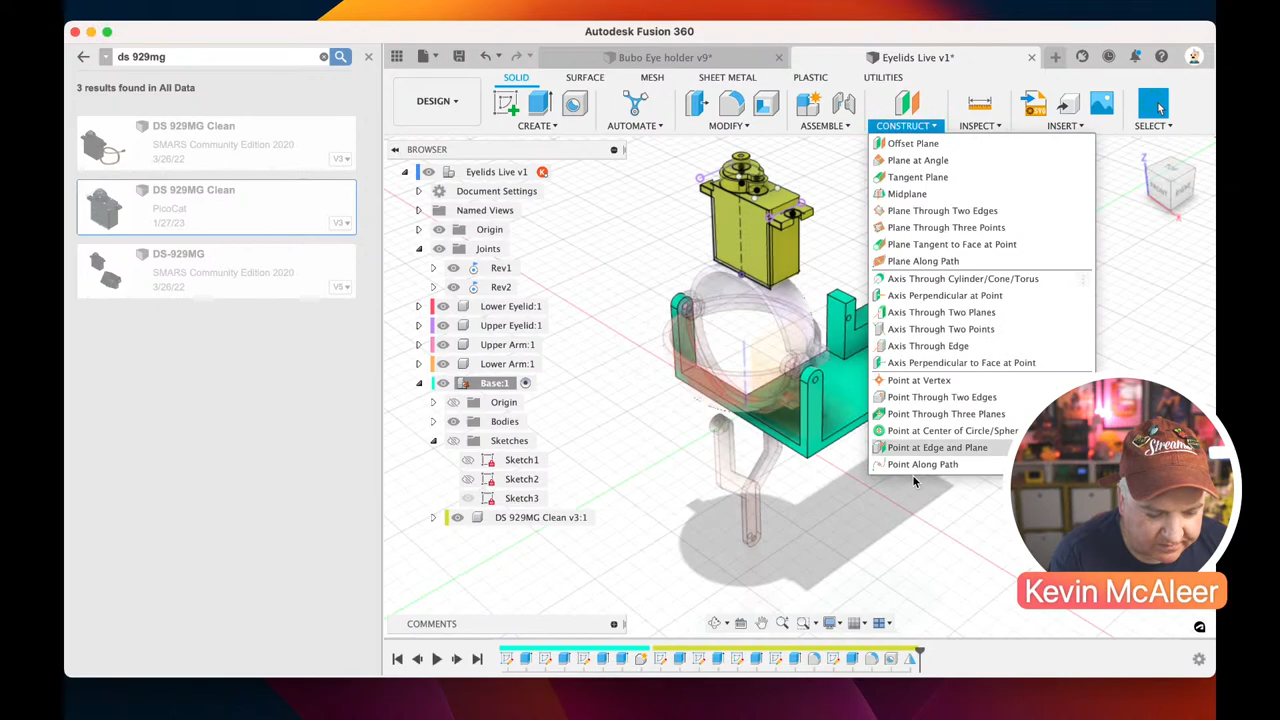 Autodesk Fusion 360
ds 929mg
Bubo Eye holder v9*
Eyelids Live v1*
3 results found in All Data
DS 929MG Clean
SMARS Community Edition 2020
3/26/22
V3
DS 929MG Clean
PicoCat
1/27/23
V3
DS-929MG
SMARS Community Edition 2020
3/26/22
V5
DESIGN
SOLID
SURFACE
MESH
SHEET METAL
PLASTIC
UTILITIES
CREATE
AUTOMATE
MODIFY
ASSEMBLE
CONSTRUCT
INSPECT
INSERT
SELECT
SVG
BROWSER
Eyelids Live v1
K
Document Settings
Named Views
Origin
Joints
Rev1
Rev2
Lower Eyelid:1
Upper Eyelid:1
Upper Arm:1
Lower Arm:1
Base:1
Origin
Bodies
Sketches
Sketch1
Sketch2
Sketch3
DS 929MG Clean v3:1
Offset Plane
Plane at Angle
Tangent Plane
Midplane
Plane Through Two Edges
Plane Through Three Points
Plane Tangent to Face at Point
Plane Along Path
Axis Through Cylinder/Cone/Torus
Axis Perpendicular at Point
Axis Through Two Planes
Axis Through Two Points
Axis Through Edge
Axis Perpendicular to Face at Point
Point at Vertex
Point Through Two Edges
Point Through Three Planes
Point at Center of Circle/Spher
Point at Edge and Plane
Point Along Path
Z
X
Streams
Kevin McAleer
COMMENTS